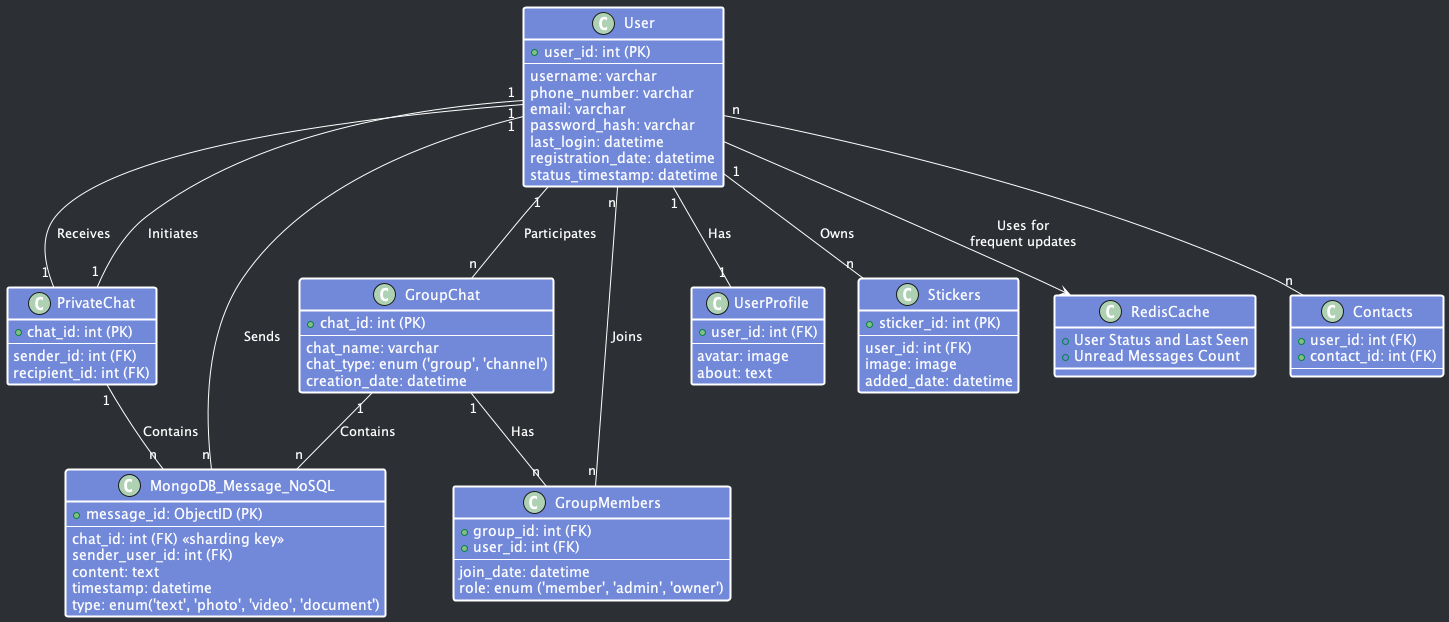 C User
user_id: int (PK)
username: varchar
phone_number: varchar
email: varchar
password_hash: varchar
last_login: datetime
registration_date: datetime
status_timestamp: datetime
1
1
1
n
1
n
1
1
Receives
Initiates
Participates
Has
Owns
Uses for
frequent updates
1
1
n
1
n
n
C PrivateChat
chat_id: int (PK)
sender_id: int (FK)
recipient_id: int (FK)
C GroupChat
chat_id: int (PK)
chat_name: varchar
chat_type: enum ('group', 'channel')
creation_date: datetime
C UserProfile
user_id: int (FK)
avatar: image
about: text
C Stickers
sticker_id: int (PK)
user_id: int (FK)
image: image
added_date: datetime
C RedisCache
User Status and Last Seen
Unread Messages Count
C Contacts
user_id: int (FK)
contact_id: int (FK)
Sends
Joins
1
1
1
Contains
Contains
Has
n
n
n
n
n
C MongoDB_Message_NoSQL
message_id: ObjectID (PK)
chat_id: int (FK) «sharding key»
sender_user_id: int (FK)
content: text
timestamp: datetime
type: enum('text', 'photo', 'video', 'document')
C GroupMembers
group_id: int (FK)
user_id: int (FK)
join_date: datetime
role: enum ('member', 'admin', 'owner')